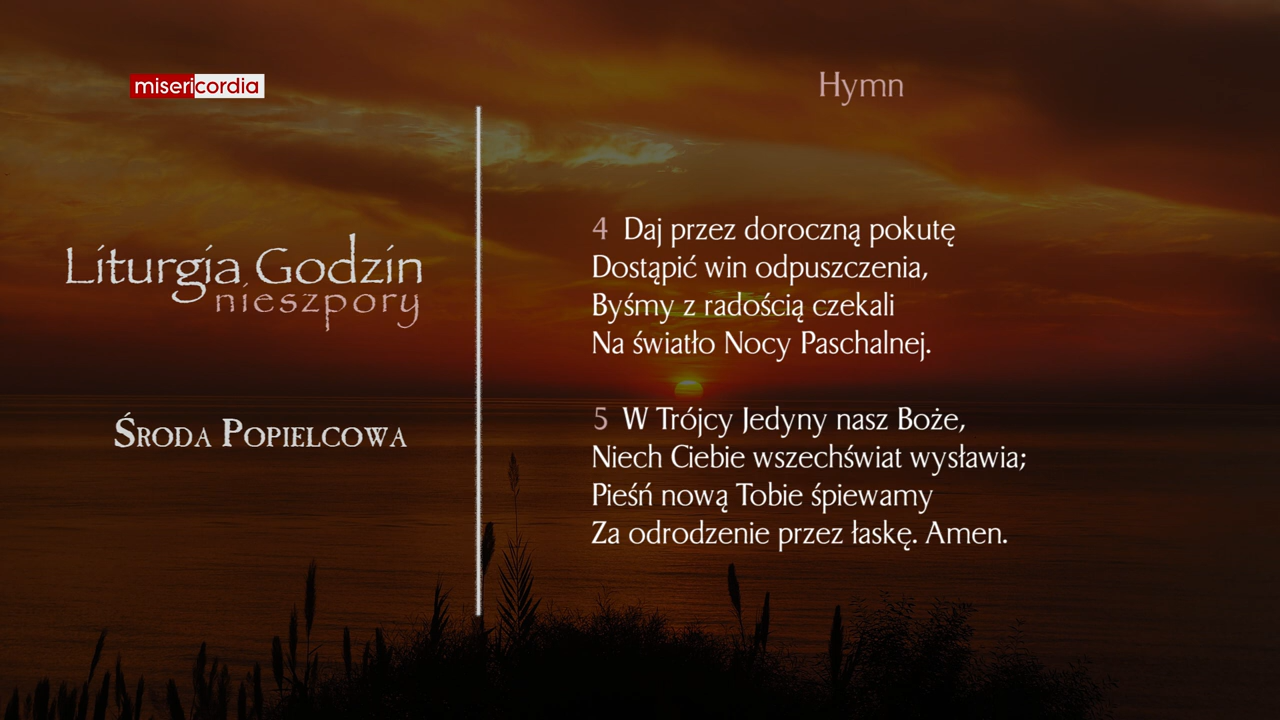 misericordia
Liturgia Godzin
nieszpory
Środa Popielcowa
Hymn
4 Daj przez doroczną pokutę
Dostąpić win odpuszczenia,
Byśmy z radością czekali
Na światło Nocy Paschalnej.
5 W Trójcy Jedyny nasz Boże,
Niech Ciebie wszechświat wysławia;
Pieśń nową Tobie śpiewamy
Za odrodzenie przez łaskę. Amen.